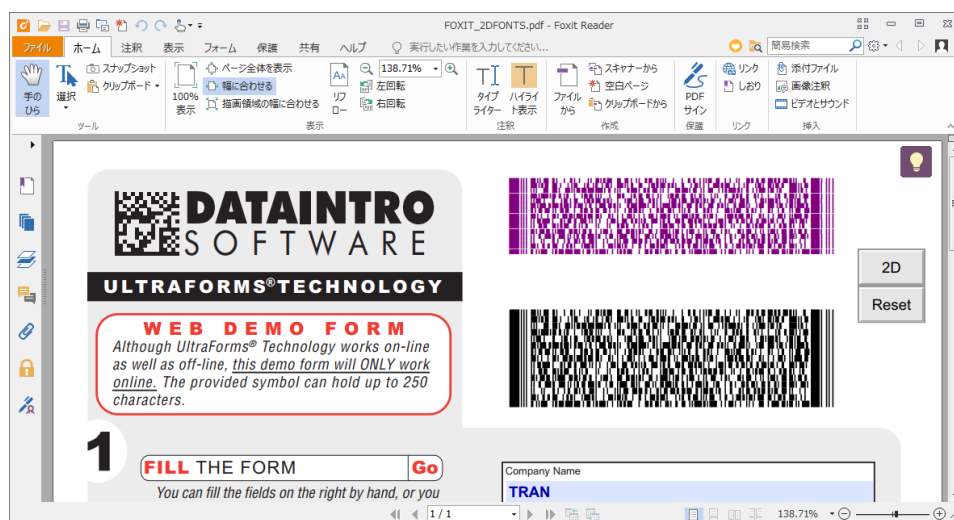 FOXIT_2DFONTS.pdf - Foxit Reader
ファイル ホーム 注釈 表示 フォーム 保護 共有 ヘルプ 実行したい作業を入力してください... 簡易検索
手のひら
選択
スナップショット
クリップボード
ツール
100% 表示
ページ全体を表示
幅に合わせる
描画領域の幅に合わせる
リフロー
138.71%
左回転
右回転
表示
タイプライター
ハイライト表示
注釈
ファイルから
スキャナーから
空白ページ
クリップボードから
作成
PDF サイン
保護
リンク
しおり
リンク
添付ファイル
画像注釈
ビデオとサウンド
挿入
DATAINTRO
SOFTWARE
ULTRAFORMS®TECHNOLOGY
WEB DEMO FORM
Although UltraForms® Technology works on-line
as well as off-line, this demo form will ONLY work
online. The provided symbol can hold up to 250
characters.
2D
Reset
1
FILL THE FORM Go
You can fill the fields on the right by hand, or you
Company Name
TRAN
1 / 1
138.71%